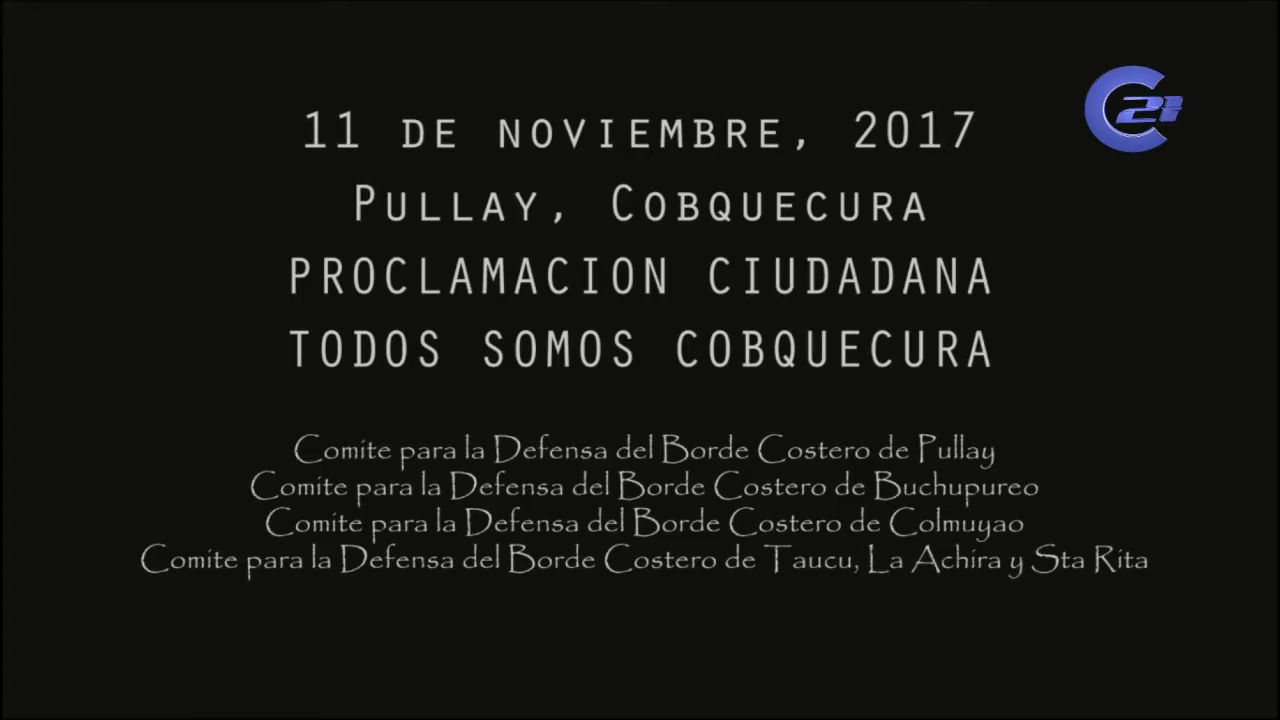 C21
11 DE NOVIEMBRE, 2017
PULLAY, COBQUECURA
PROCLAMACION CIUDADANA
TODOS SOMOS COBQUECURA
Comite para la Defensa del Borde Costero de Pullay
Comite para la Defensa del Borde Costero de Buchupureo
Comite para la Defensa del Borde Costero de Colmuyao
Comite para la Defensa del Borde Costero de Taucu, La Achira y Sta Rita